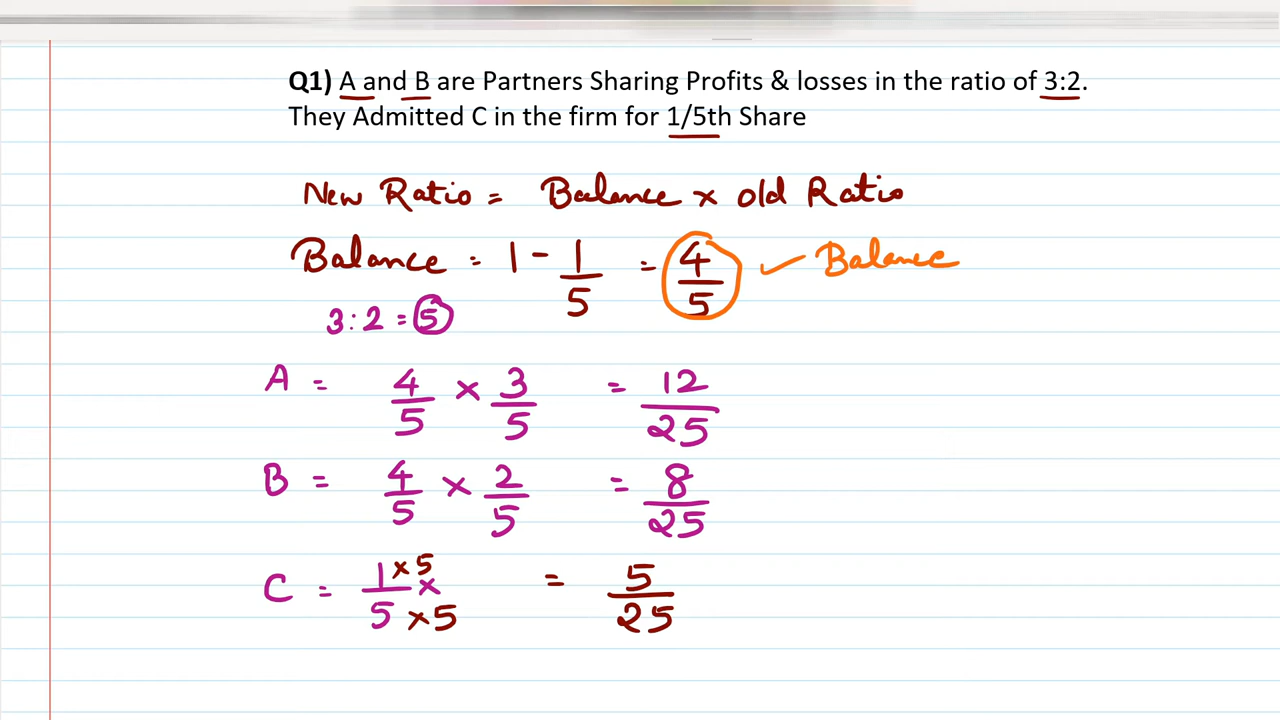 Q1) A and B are Partners Sharing Profits & losses in the ratio of 3:2.
They Admitted C in the firm for 1/5th Share
New Ratio = Balance × old Ratio
Balance = 1 - 1/5 = 4/5 ✓ Balance
3:2 = 5
A = 4/5 × 3/5 = 12/25
B = 4/5 × 2/5 = 8/25
C = 1/5 × ×5/×5 = 5/25